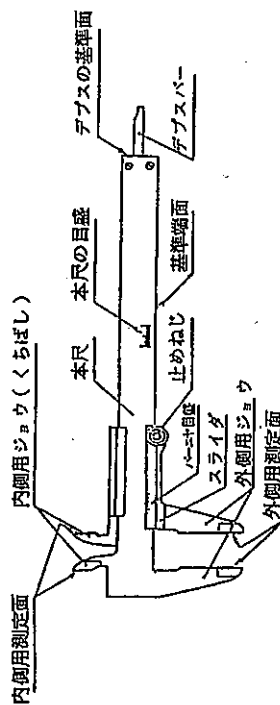 内側用測定面
内側用ジョウ(くちばし)
本尺
本尺の目盛
デプスの基準面
デプスバー
基準端面
止めねじ
バーニヤ目盛
スライダ
外側用ジョウ
外側用測定面